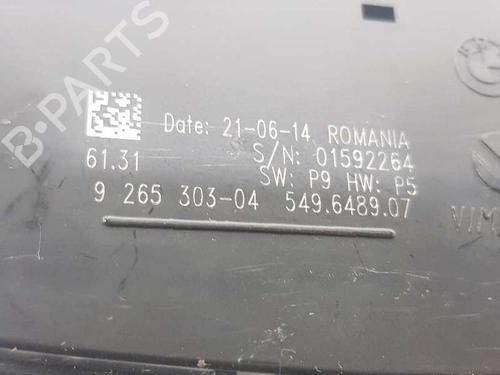 B-PARTS
Date: 21-06-14 ROMANIA
61.31 S/N: 01592264
SW: P9 HW: P5
9 265 303-04 549.6489.07